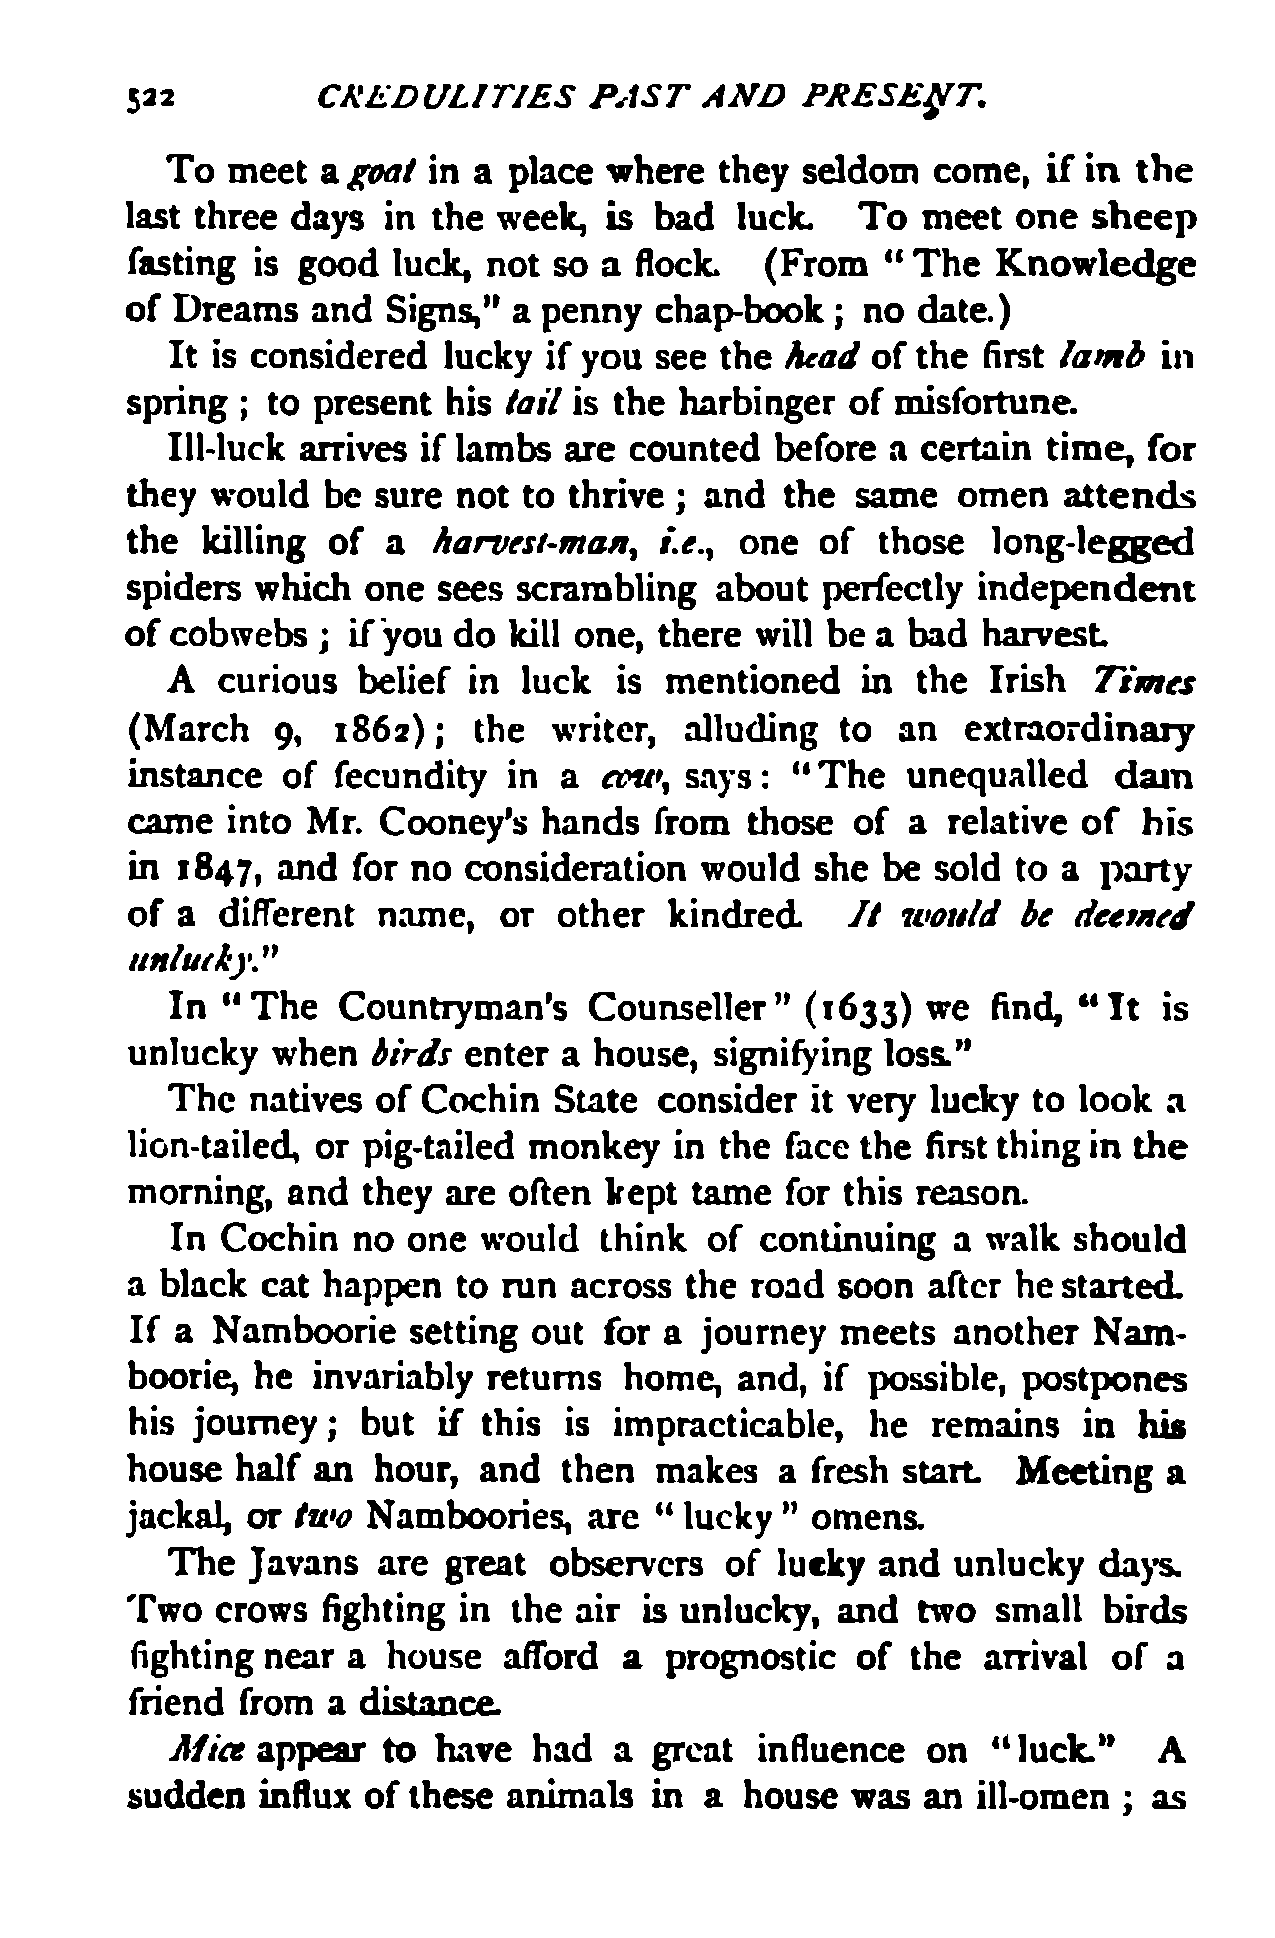 522 CREDULITIES PAST AND PRESENT.
To meet a goat in a place where they seldom come, if in the
last three days in the week, is bad luck. To meet one sheep
fasting is good luck, not so a flock. (From "The Knowledge
of Dreams and Signs," a penny chap-book; no date.)
It is considered lucky if you see the head of the first lamb in
spring; to present his tail is the harbinger of misfortune.
Ill-luck arrives if lambs are counted before a certain time, for
they would be sure not to thrive; and the same omen attends
the killing of a harvest-man, i.e., one of those long-legged
spiders which one sees scrambling about perfectly independent
of cobwebs; if you do kill one, there will be a bad harvest.
A curious belief in luck is mentioned in the Irish Times
(March 9, 1862); the writer, alluding to an extraordinary
instance of fecundity in a cow, says: "The unequalled dam
came into Mr. Cooney's hands from those of a relative of his
in 1847, and for no consideration would she be sold to a party
of a different name, or other kindred. It would be deemed
unlucky."
In "The Countryman's Counseller" (1633) we find, "It is
unlucky when birds enter a house, signifying loss."
The natives of Cochin State consider it very lucky to look a
lion-tailed, or pig-tailed monkey in the face the first thing in the
morning, and they are often kept tame for this reason.
In Cochin no one would think of continuing a walk should
a black cat happen to run across the road soon after he started.
If a Namboorie setting out for a journey meets another Nam-
boorie, he invariably returns home, and, if possible, postpones
his journey; but if this is impracticable, he remains in his
house half an hour, and then makes a fresh start. Meeting a
jackal, or two Namboories, are "lucky" omens.
The Javans are great observers of lucky and unlucky days.
Two crows fighting in the air is unlucky, and two small birds
fighting near a house afford a prognostic of the arrival of a
friend from a distance.
Mice appear to have had a great influence on "luck." A
sudden influx of these animals in a house was an ill-omen; as